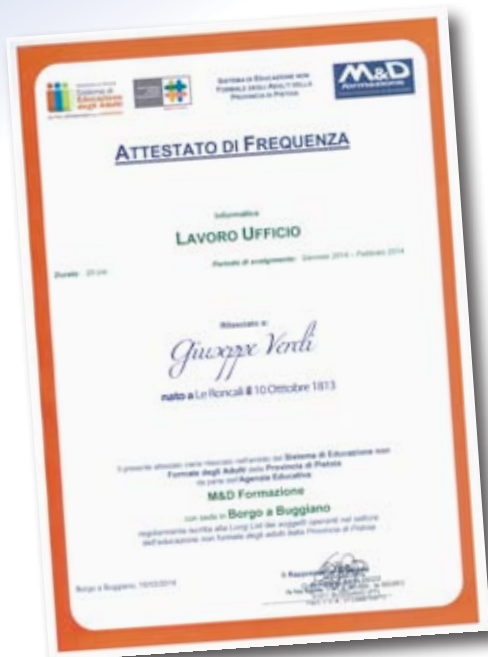 Sistema di
Educazione
degli Adulti
SISTEMA DI EDUCAZIONE NON
FORMALE DEGLI ADULTI DELLA
PROVINCIA DI PISTOIA
M&D
FORMAZIONE
ATTESTATO DI FREQUENZA
Informatica
LAVORO UFFICIO
Durata: 20 ore
Periodo di svolgimento: Gennaio 2014 – Febbraio 2014
Rilasciato a:
Giuseppe Verdi
nato a Le Roncali il 10 Ottobre 1813
Il presente attestato viene rilasciato nell'ambito del Sistema di Educazione non
Formale degli Adulti della Provincia di Pistoia
da parte dell'Agenzia Educativa
M&D Formazione
con sede in Borgo a Buggiano
regolarmente iscritta alla Long List dei soggetti operanti nel settore
dell'educazione non formale degli adulti della Provincia di Pistoia
Borgo a Buggiano,
Il